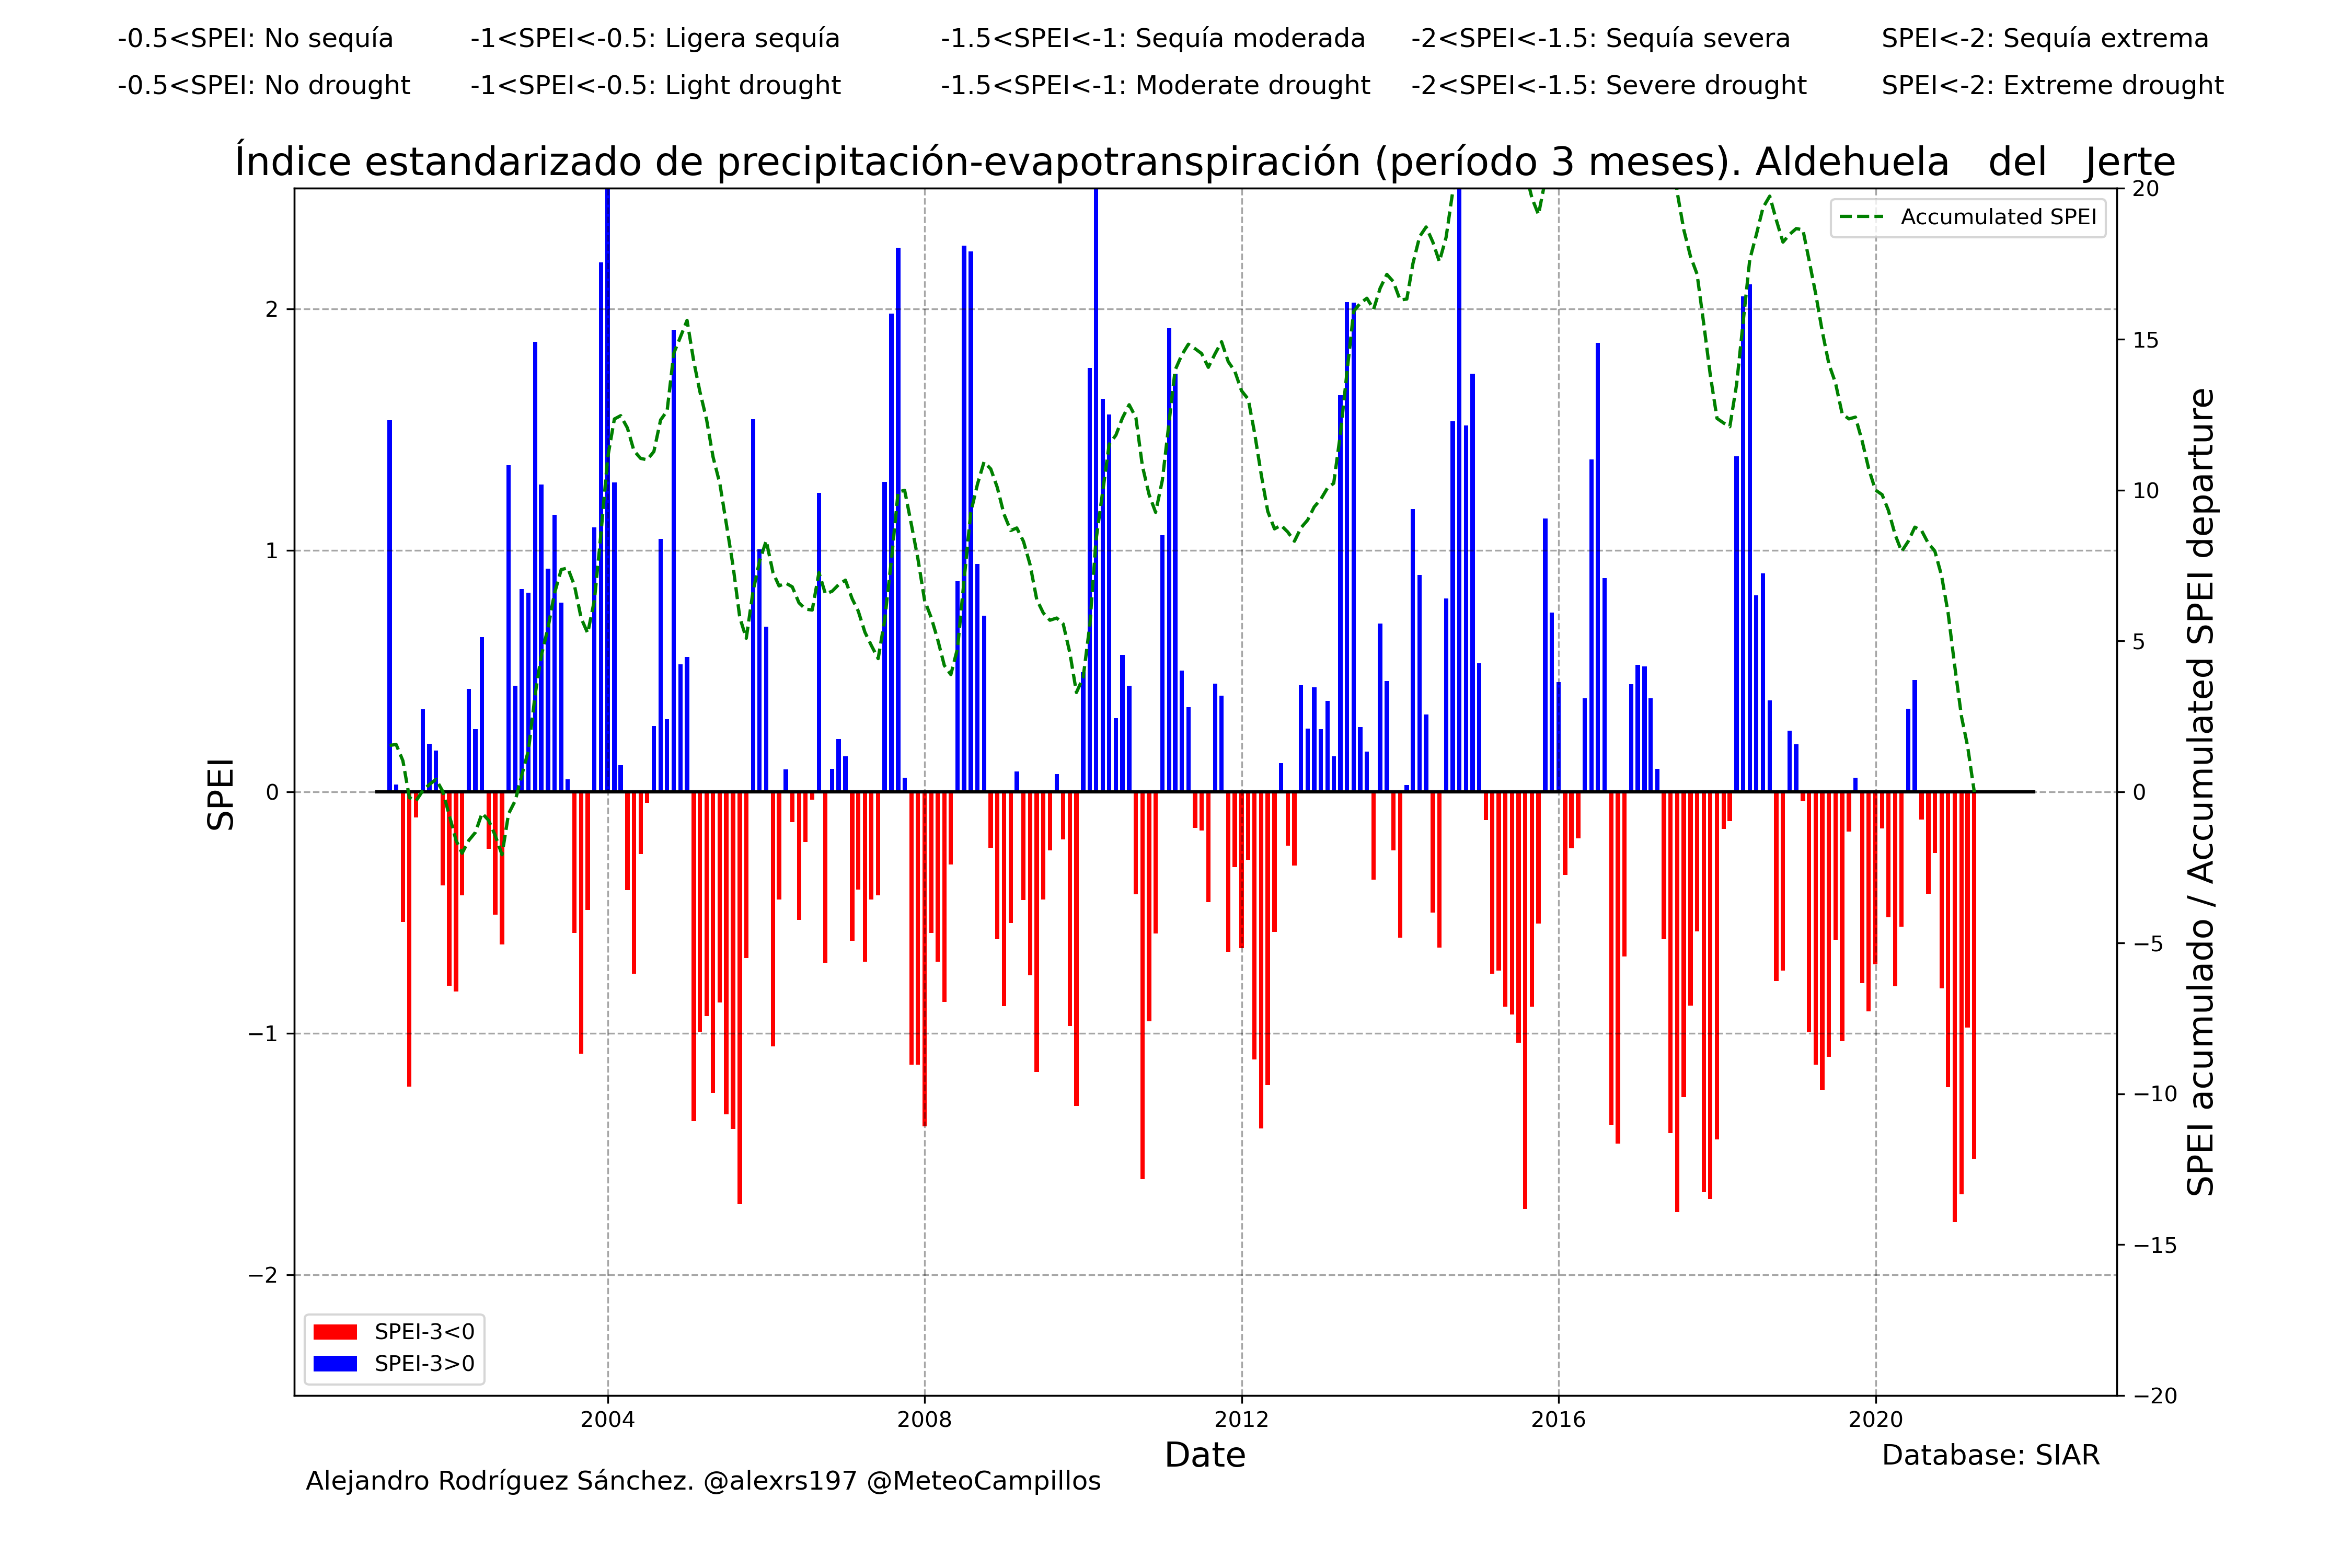 -0.5<SPEI: No sequía -1<SPEI<-0.5: Ligera sequía -1.5<SPEI<-1: Sequía moderada -2<SPEI<-1.5: Sequía severa SPEI<-2: Sequía extrema
-0.5<SPEI: No drought -1<SPEI<-0.5: Light drought -1.5<SPEI<-1: Moderate drought -2<SPEI<-1.5: Severe drought SPEI<-2: Extreme drought
Índice estandarizado de precipitación-evapotranspiración (período 3 meses). Aldehuela del Jerte
Accumulated SPEI
SPEI
2
1
0
−1
−2
20
15
10
5
0
−5
−10
−15
−20
SPEI acumulado / Accumulated SPEI departure
SPEI-3<0
SPEI-3>0
2004 2008 2012 2016 2020
Date
Database: SIAR
Alejandro Rodríguez Sánchez. @alexrs197 @MeteoCampillos